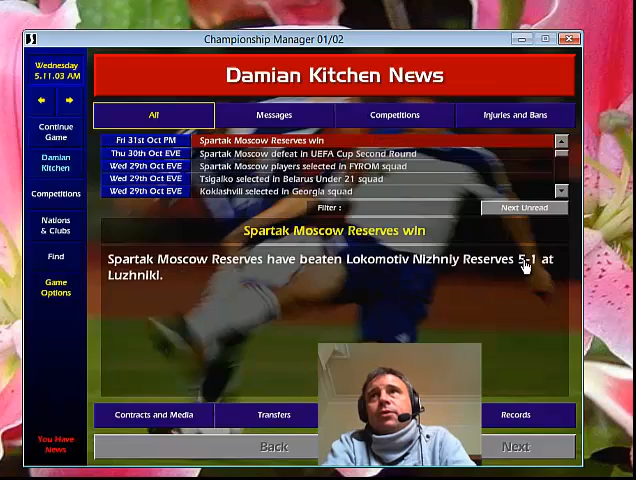 Championship Manager 01/02
Wednesday
5.11.03 AM
Damian Kitchen News
All
Messages
Competitions
Injuries and Bans
Continue
Game
Damian
Kitchen
Competitions
Nations
& Clubs
Find
Game
Options
You Have
News
Fri 31st Oct PM Spartak Moscow Reserves win
Thu 30th Oct EVE Spartak Moscow defeat in UEFA Cup Second Round
Wed 29th Oct EVE Spartak Moscow players selected in FYROM squad
Wed 29th Oct EVE Tsigalko selected in Belarus Under 21 squad
Wed 29th Oct EVE Kokiashvili selected in Georgia squad
Filter :
Next Unread
Spartak Moscow Reserves win
Spartak Moscow Reserves have beaten Lokomotiv Nizhniy Reserves 5-1 at
Luzhniki.
Contracts and Media
Transfers
Records
Back
Next